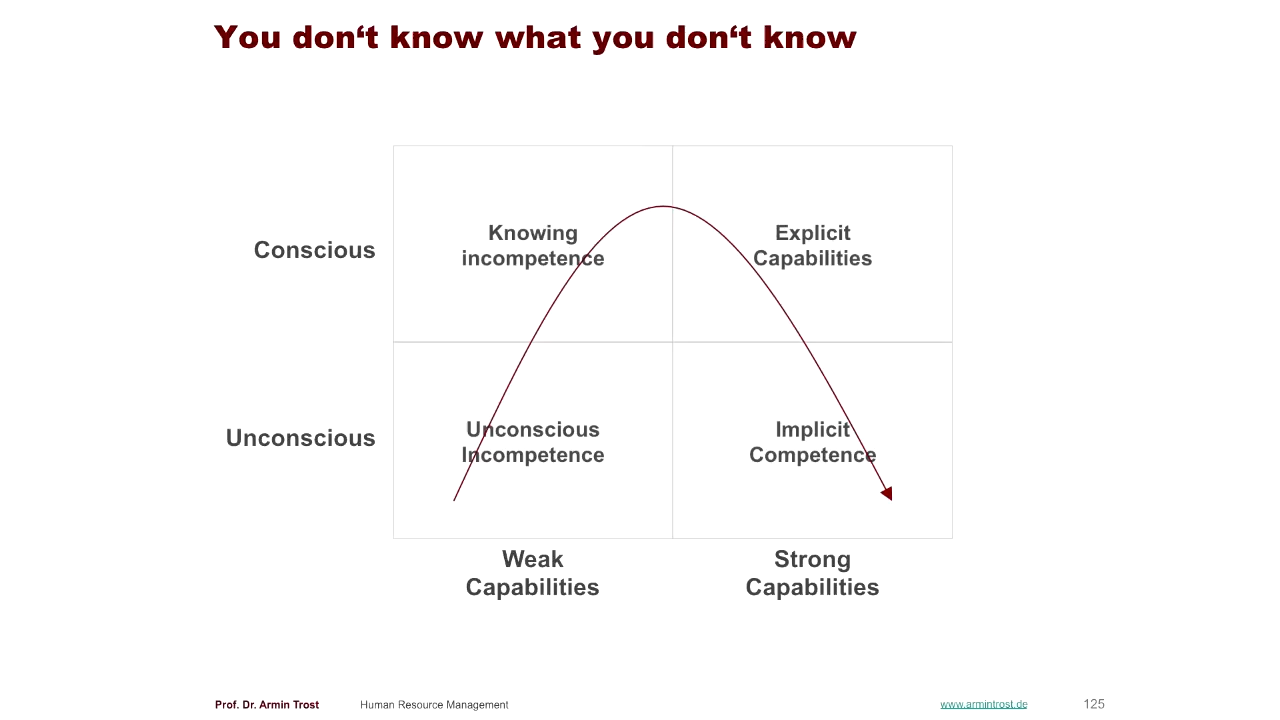 You don‘t know what you don‘t know
Conscious
Knowing
incompetence
Explicit
Capabilities
Unconscious
Unconscious
Incompetence
Implicit
Competence
Weak
Capabilities
Strong
Capabilities
Prof. Dr. Armin Trost
Human Resource Management
www.armintrost.de
125